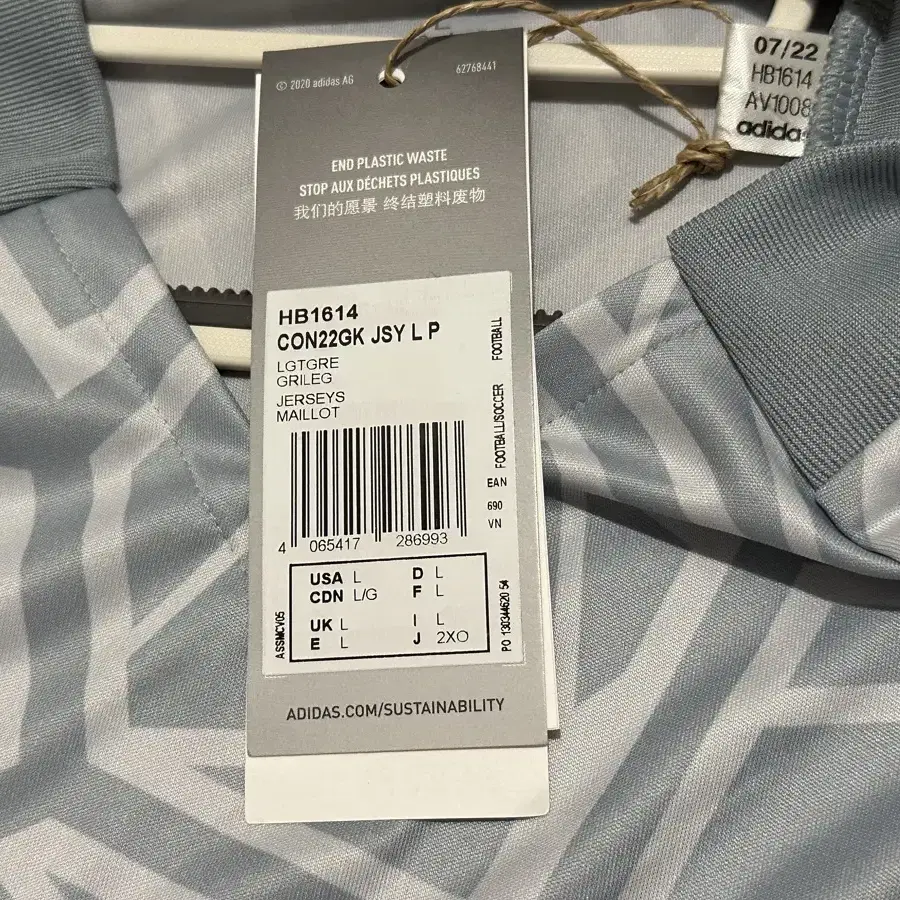 © 2020 adidas AG
62768441
END PLASTIC WASTE
STOP AUX DÉCHETS PLASTIQUES
我们的愿景 终结塑料废物
07/22
HB1614
AV1008
adidas
HB1614
CON22GK JSY L P
LGTGRE
GRILEG
JERSEYS
MAILLOT
FOOTBALL/SOCCER FOOTBALL
EAN
690
VN
4 065417 286993
USA L D L
CDN L/G F L
UK L I L
E L J 2XO
ASSMCV05
PO 130344620 54
ADIDAS.COM/SUSTAINABILITY